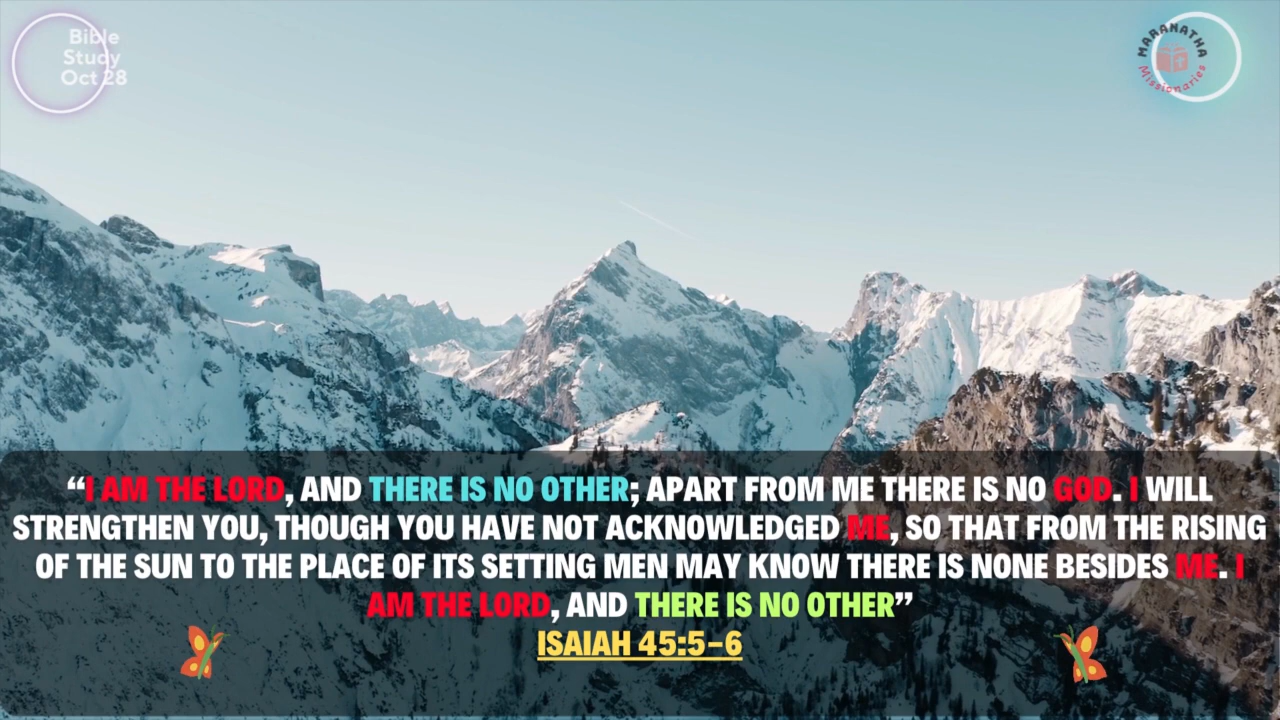 Bible
Study
Oct 28
MARANATHA
Missionaries
“I AM THE LORD, AND THERE IS NO OTHER; APART FROM ME THERE IS NO GOD. I WILL
STRENGTHEN YOU, THOUGH YOU HAVE NOT ACKNOWLEDGED ME, SO THAT FROM THE RISING
OF THE SUN TO THE PLACE OF ITS SETTING MEN MAY KNOW THERE IS NONE BESIDES ME. I
AM THE LORD, AND THERE IS NO OTHER”
ISAIAH 45:5-6